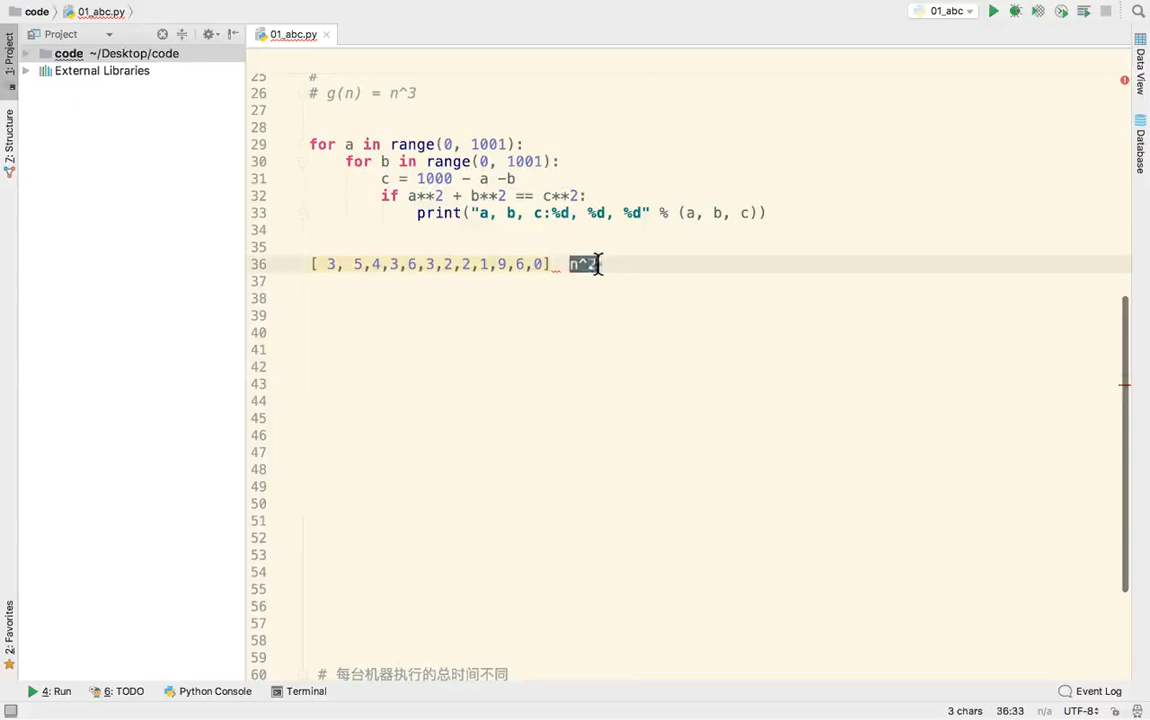 code 01_abc.py 01_abc
Project 01_abc.py
code ~/Desktop/code
External Libraries
1: Project
7: Structure
2: Favorites
Data View
Database
25 #
26 # g(n) = n^3
27
28
29 for a in range(0, 1001):
30 for b in range(0, 1001):
31 c = 1000 - a -b
32 if a**2 + b**2 == c**2:
33 print("a, b, c:%d, %d, %d" % (a, b, c))
34
35
36 [ 3, 5,4,3,6,3,2,2,1,9,6,0] n^2
37
38
39
40
41
42
43
44
45
46
47
48
49
50
51
52
53
54
55
56
57
58
59
60 # 每台机器执行的总时间不同
4: Run 6: TODO Python Console Terminal Event Log
3 chars 36:33 n/a UTF-8